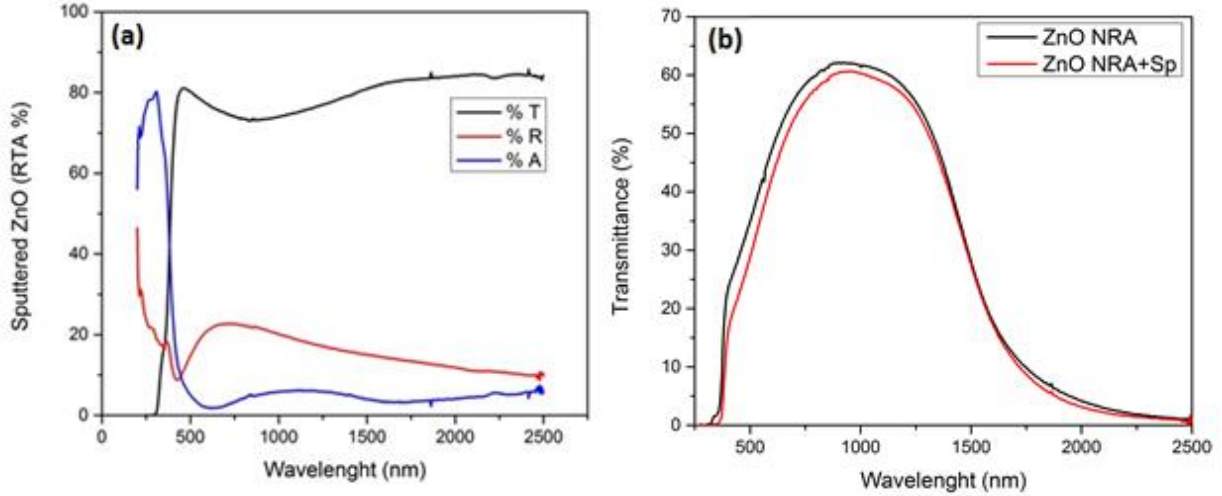 (a)
100
80
60
40
20
0
Sputtered ZnO (RTA %)
% T
% R
% A
0 500 1000 1500 2000 2500
Wavelenght (nm)
(b)
70
60
50
40
30
20
10
0
Transmittance (%)
ZnO NRA
ZnO NRA+Sp
500 1000 1500 2000 2500
Wavelenght (nm)